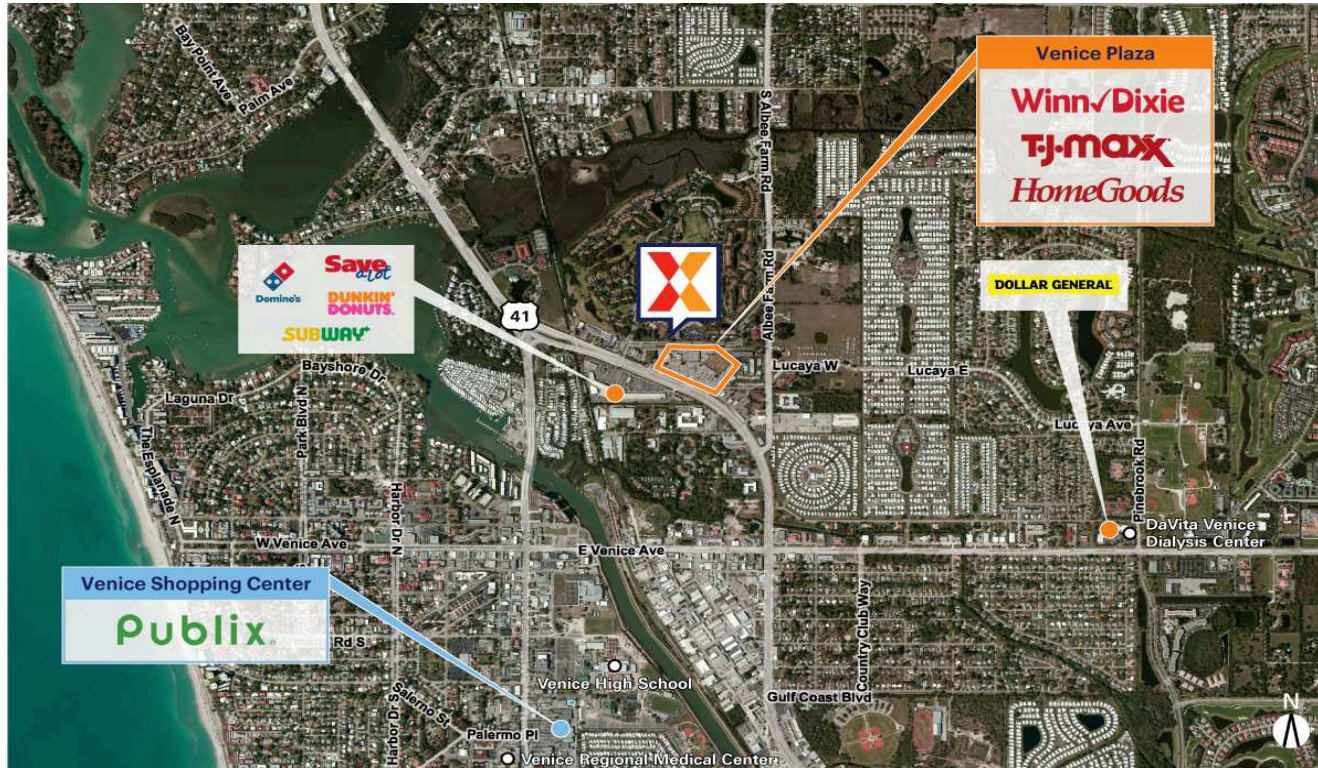 Bay Point Ave
Palm Ave
S Albee Farm Rd
Venice Plaza
Winn Dixie
T·J·maxx
HomeGoods
Domino's
Save
a lot
DUNKIN'
DONUTS.
SUBWAY
41
Albee Farm Rd
DOLLAR GENERAL
Bayshore Dr
Laguna Dr
Park Blvd N
The Esplanade N
Lucaya W
Lucaya E
Lucaya Ave
Pinebrook Rd
Harbor Dr N
W Venice Ave
E Venice Ave
DaVita Venice
Dialysis Center
Venice Shopping Center
Publix
Rd S
Venice High School
Country Club Way
Gulf Coast Blvd
Salerno St
Harbor Dr S
Palermo Pl
Venice Regional Medical Center
N